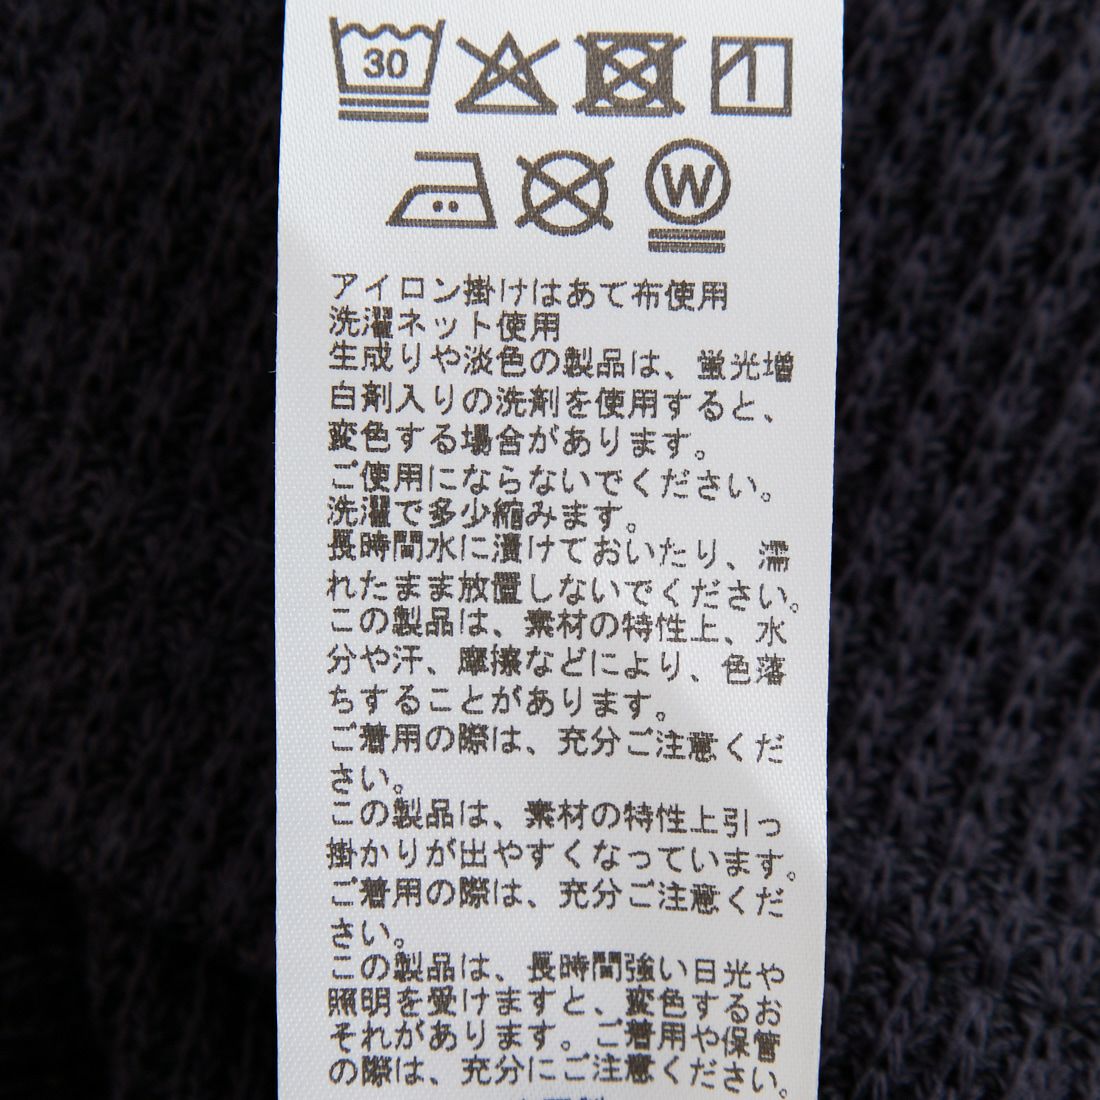 30
W
アイロン掛けはあて布使用
洗濯ネット使用
生成りや淡色の製品は、蛍光増
白剤入りの洗剤を使用すると、
変色する場合があります。
ご使用にならないでください。
洗濯で多少縮みます。
長時間水に漬けておいたり、濡
れたまま放置しないでください。
この製品は、素材の特性上、水
分や汗、摩擦などにより、色落
ちすることがあります。
ご着用の際は、充分ご注意くだ
さい。
この製品は、素材の特性上引っ
掛かりが出やすくなっています。
ご着用の際は、充分ご注意くだ
さい。
この製品は、長時間強い日光や
照明を受けますと、変色するお
それがあります。ご着用や保管
の際は、充分にご注意ください。